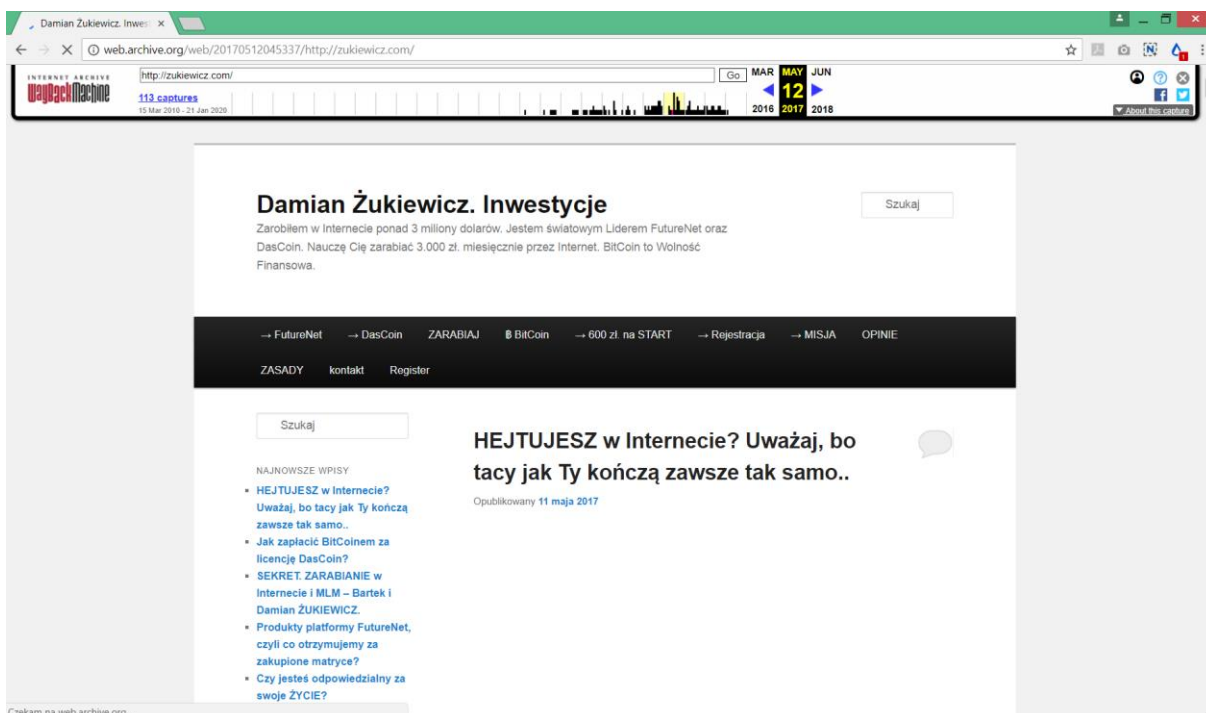 Damian Żukiewicz. Inwes
web.archive.org/web/20170512045337/http://zukiewicz.com/
INTERNET ARCHIVE
WayBackMachine
http://zukiewicz.com/
Go
MAR MAY JUN
113 captures
12
15 Mar 2010 - 21 Jan 2020
2016 2017 2018
About this capture
Damian Żukiewicz. Inwestycje
Szukaj
Zarobiłem w Internecie ponad 3 miliony dolarów. Jestem światowym Liderem FutureNet oraz
DasCoin. Nauczę Cię zarabiać 3.000 zł. miesięcznie przez Internet. BitCoin to Wolność
Finansowa.
→ FutureNet → DasCoin ZARABIAJ BitCoin → 600 zł. na START → Rejestracja → MISJA OPINIE
ZASADY kontakt Register
Szukaj
NAJNOWSZE WPISY
HEJTUJESZ w Internecie?
Uważaj, bo tacy jak Ty kończą
zawsze tak samo..
Jak zapłacić BitCoinem za
licencję DasCoin?
SEKRET. ZARABIANIE w
Internecie i MLM – Bartek i
Damian ŻUKIEWICZ.
Produkty platformy FutureNet,
czyli co otrzymujemy za
zakupione matryce?
Czy jesteś odpowiedzialny za
swoje ŻYCIE?
HEJTUJESZ w Internecie? Uważaj, bo
tacy jak Ty kończą zawsze tak samo..
Opublikowany 11 maja 2017
Czekam na web.archive.org